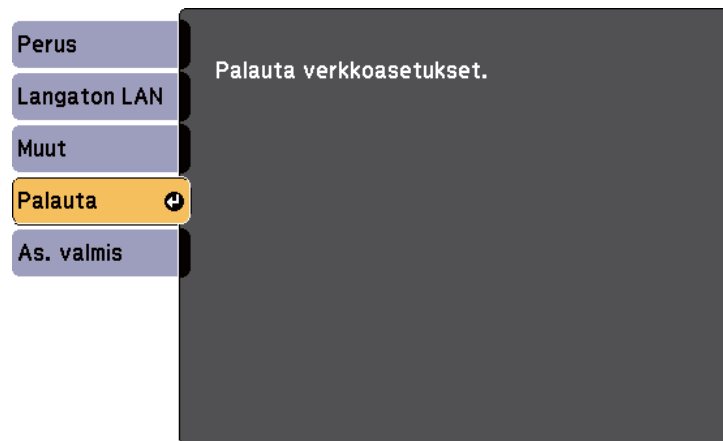 Perus
Langaton LAN
Muut
Palauta
As. valmis
Palauta verkkoasetukset.